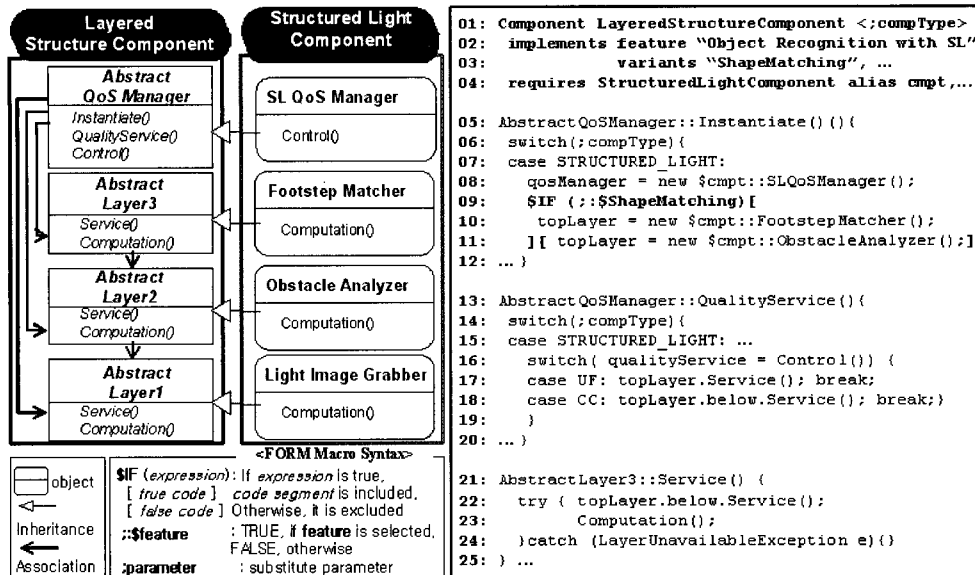 Layered
Structure Component
Structured Light
Component
Abstract
QoS Manager
Instantiate()
QualityService()
Control()
Abstract
Layer3
Service()
Computation()
Abstract
Layer2
Service()
Computation()
Abstract
Layer1
Service()
Computation()
SL QoS Manager
Control()
Footstep Matcher
Computation()
Obstacle Analyzer
Computation()
Light Image Grabber
Computation()
object
Inheritance
Association
<FORM Macro Syntax>
$IF (expression): If expression is true,
[ true code ] code segment is included,
[ false code ] Otherwise, it is excluded
;:$feature : TRUE, if feature is selected,
FALSE, otherwise
;parameter : substitute parameter
01: Component LayeredStructureComponent <;compType>
02: implements feature “Object Recognition with SL”
03: variants “ShapeMatching”, …
04: requires StructuredLightComponent alias cmpt,…
05: AbstractQoSManager::Instantiate()(){
06: switch(;compType){
07: case STRUCTURED_LIGHT:
08: qosManager = new $cmpt::SLQoSManager();
09: $IF (;:$ShapeMatching)[
10: topLayer = new $cmpt::FootstepMatcher();
11: ][ topLayer = new $cmpt::ObstacleAnalyzer();]
12: … }
13: AbstractQoSManager::QualityService(){
14: switch(;compType){
15: case STRUCTURED_LIGHT: …
16: switch( qualityService = Control()) {
17: case UF: topLayer.Service(); break;
18: case CC: topLayer.below.Service(); break;}
19: }
20: … }
21: AbstractLayer3::Service() {
22: try { topLayer.below.Service();
23: Computation();
24: }catch (LayerUnavailableException e){}
25: } …